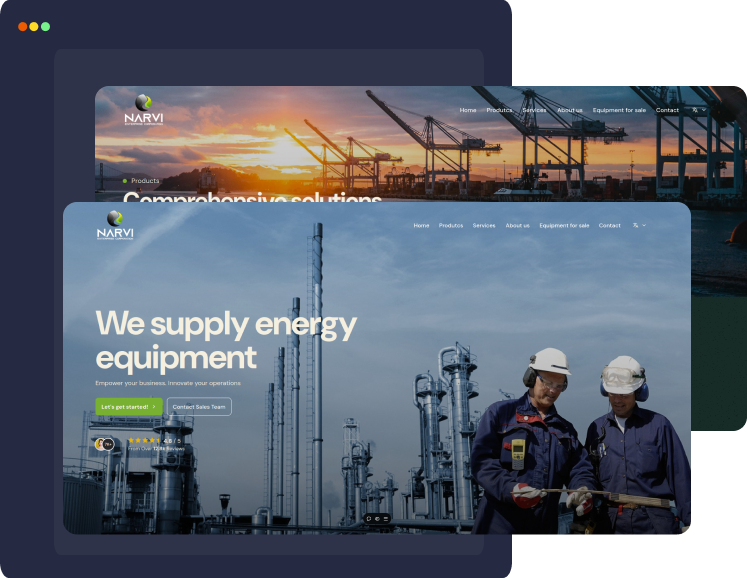 NARVI
Home Produtos Services About us Equipment for sale Contact
Products
Comprehensive solutions
NARVI
Home Produtos Services About us Equipment for sale Contact
We supply energy
equipment
Empower your business. Innovate your operations
Let's get started! Contact Sales Team
4.8 / 5
From Over Reviews